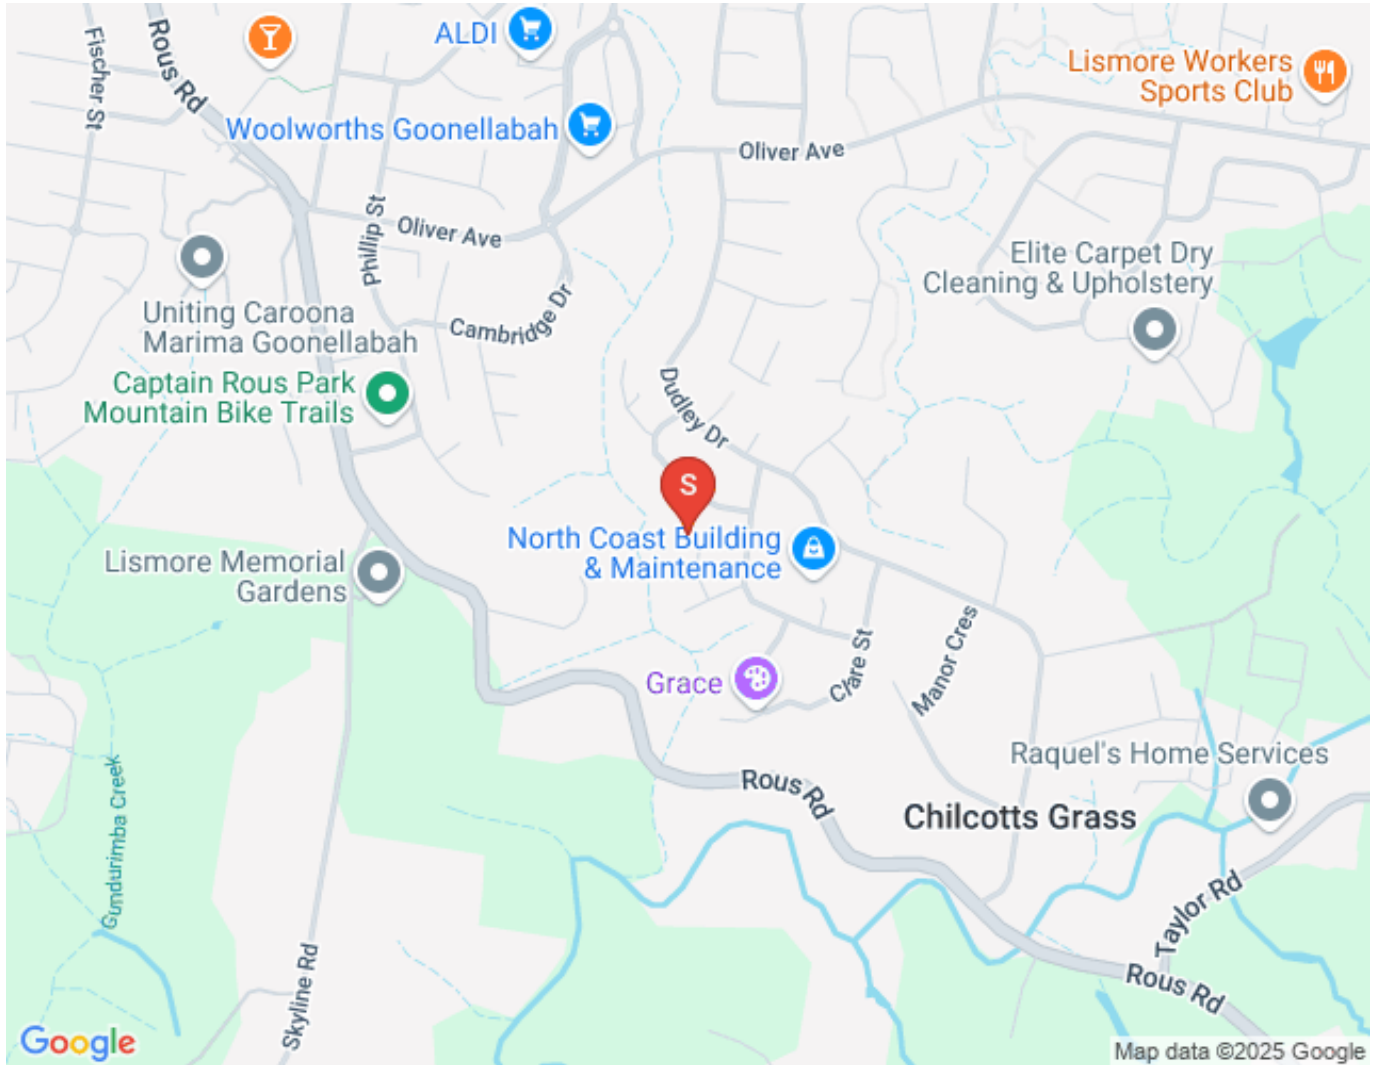 Fischer St
Rous Rd
ALDI
Lismore Workers
Sports Club
Woolworths Goonellabah
Oliver Ave
Phillip St
Oliver Ave
Elite Carpet Dry
Cleaning & Upholstery
Uniting Caroona
Marima Goonellabah
Cambridge Dr
Captain Rous Park
Mountain Bike Trails
Dudley Dr
S
North Coast Building
& Maintenance
Lismore Memorial
Gardens
Clare St
Manor Cres
Grace
Raquel's Home Services
Rous Rd
Chilcotts Grass
Gundurimba Creek
Taylor Rd
Skyline Rd
Rous Rd
Google
Map data ©2025 Google